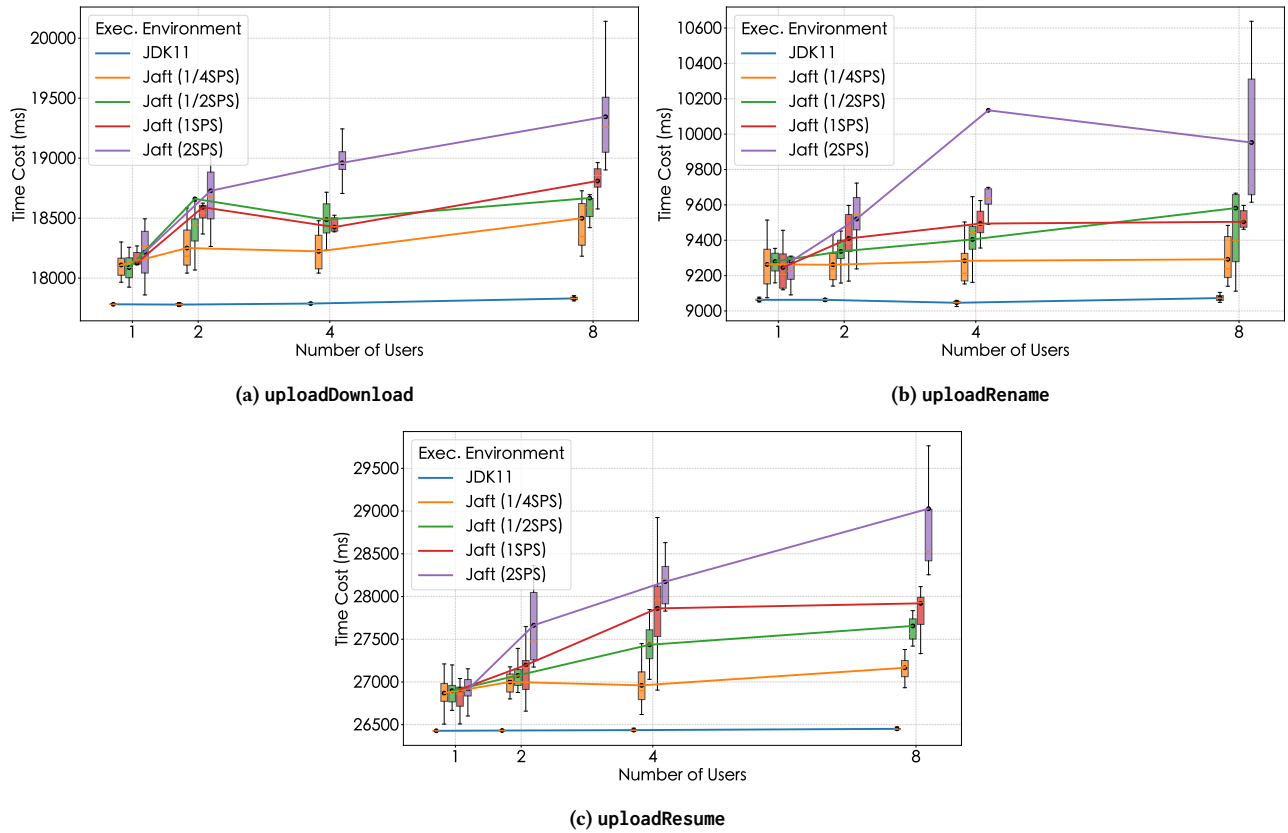 20000
19500
19000
18500
18000
Time Cost (ms)
Exec. Environment
JDK11
Jaft (1/4SPS)
Jaft (1/2SPS)
Jaft (1SPS)
Jaft (2SPS)
1 2 4 8
Number of Users
(a) uploadDownload
10600
10400
10200
10000
9800
9600
9400
9200
9000
Time Cost (ms)
Exec. Environment
JDK11
Jaft (1/4SPS)
Jaft (1/2SPS)
Jaft (1SPS)
Jaft (2SPS)
1 2 4 8
Number of Users
(b) uploadRename
29500
29000
28500
28000
27500
27000
26500
Time Cost (ms)
Exec. Environment
JDK11
Jaft (1/4SPS)
Jaft (1/2SPS)
Jaft (1SPS)
Jaft (2SPS)
1 2 4 8
Number of Users
(c) uploadResume